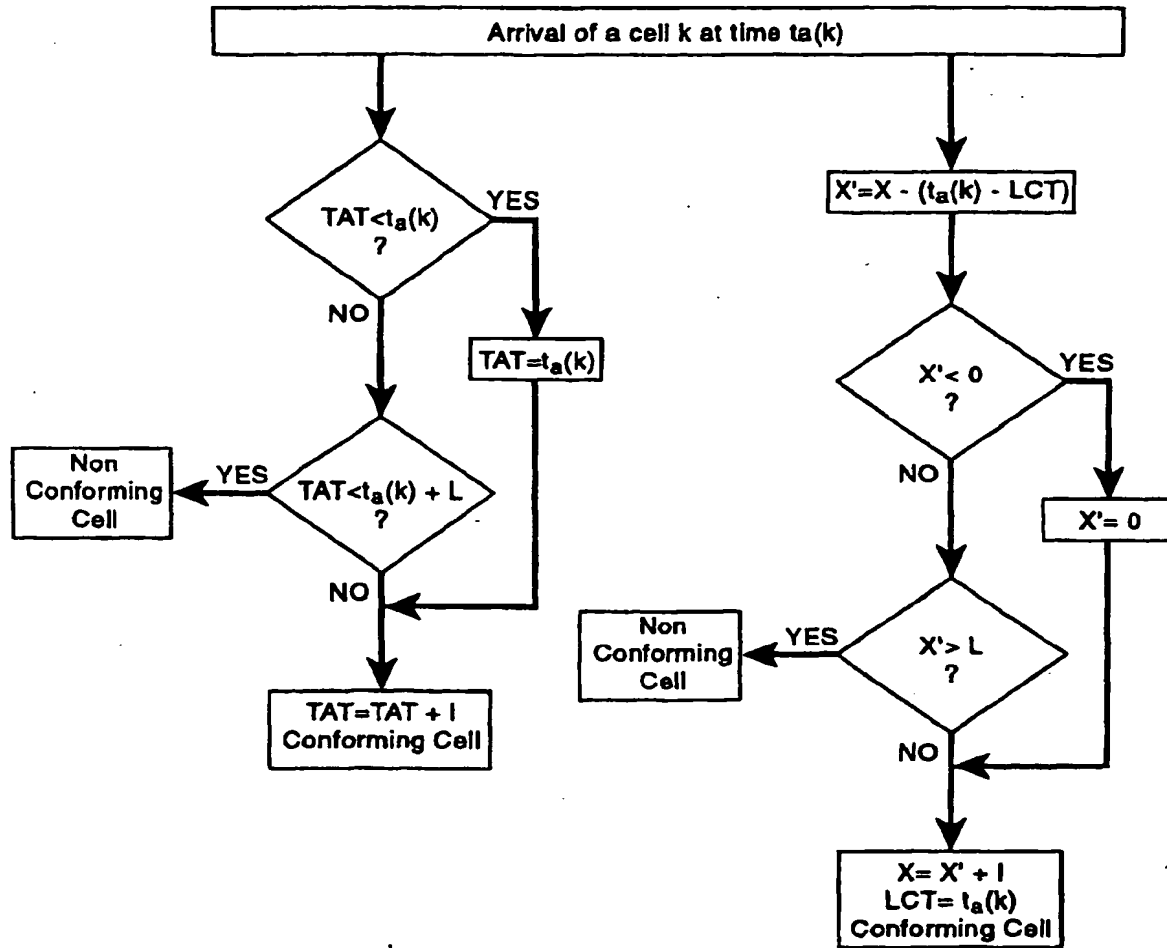 Arrival of a cell k at time ta(k)
TAT<ta(k)
?
YES
NO
TAT=ta(k)
TAT<ta(k) + L
?
YES
Non
Conforming
Cell
NO
TAT=TAT + I
Conforming Cell
X'=X - (ta(k) - LCT)
X'< 0
?
YES
NO
X'= 0
X'> L
?
YES
Non
Conforming
Cell
NO
X= X' + I
LCT= ta(k)
Conforming Cell